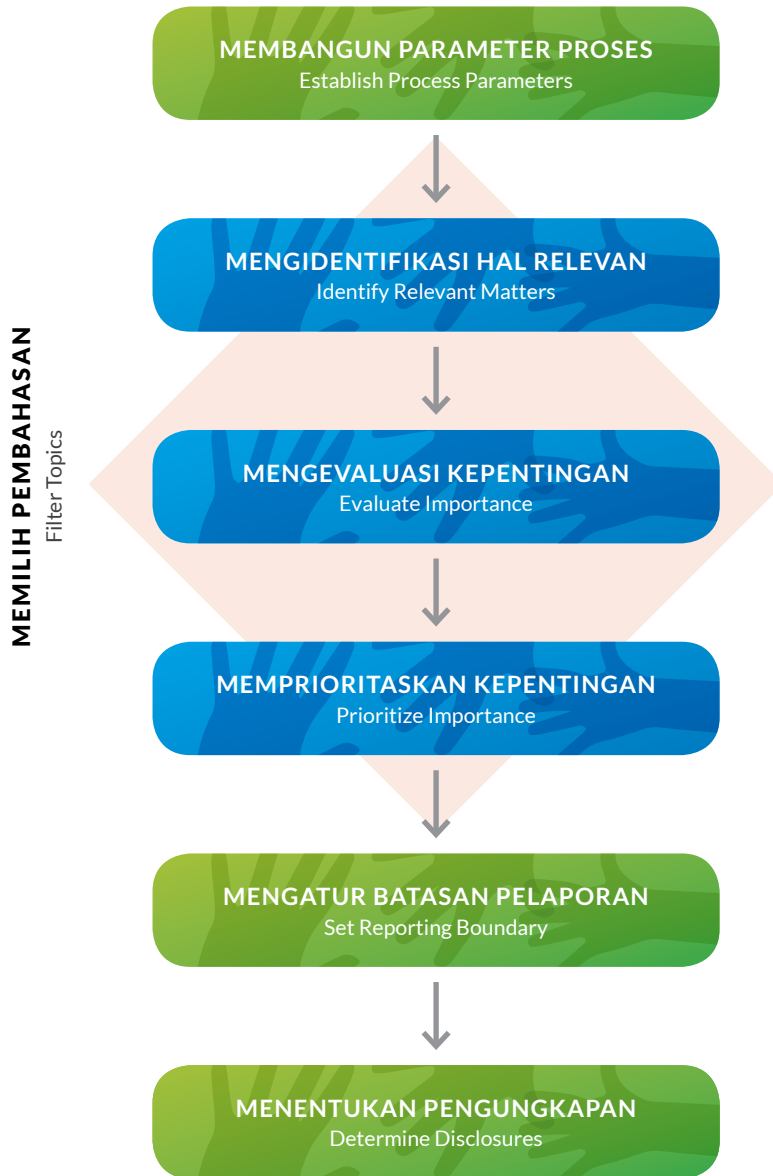 MEMBANGUN PARAMETER PROSES
Establish Process Parameters
MENGIDENTIFIKASI HAL RELEVAN
Identify Relevant Matters
MEMILIH PEMBAHASAN
Filter Topics
MENGEVALUASI KEPENTINGAN
Evaluate Importance
MEMPRIORITASKAN KEPENTINGAN
Prioritize Importance
MENGATUR BATASAN PELAPORAN
Set Reporting Boundary
MENENTUKAN PENGUNGKAPAN
Determine Disclosures